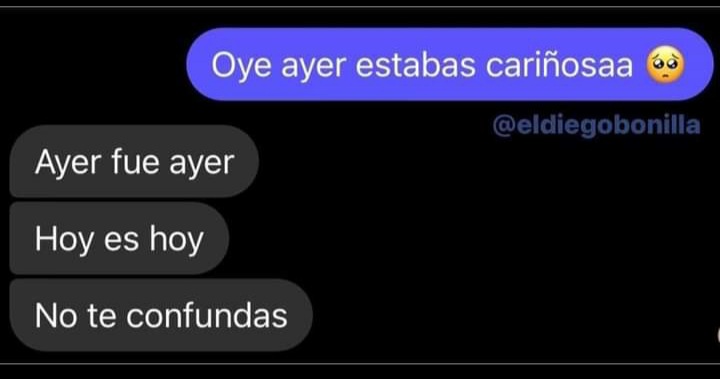 Oye ayer estabas cariñosaa 🥺
@eldiegobonilla
Ayer fue ayer
Hoy es hoy
No te confundas